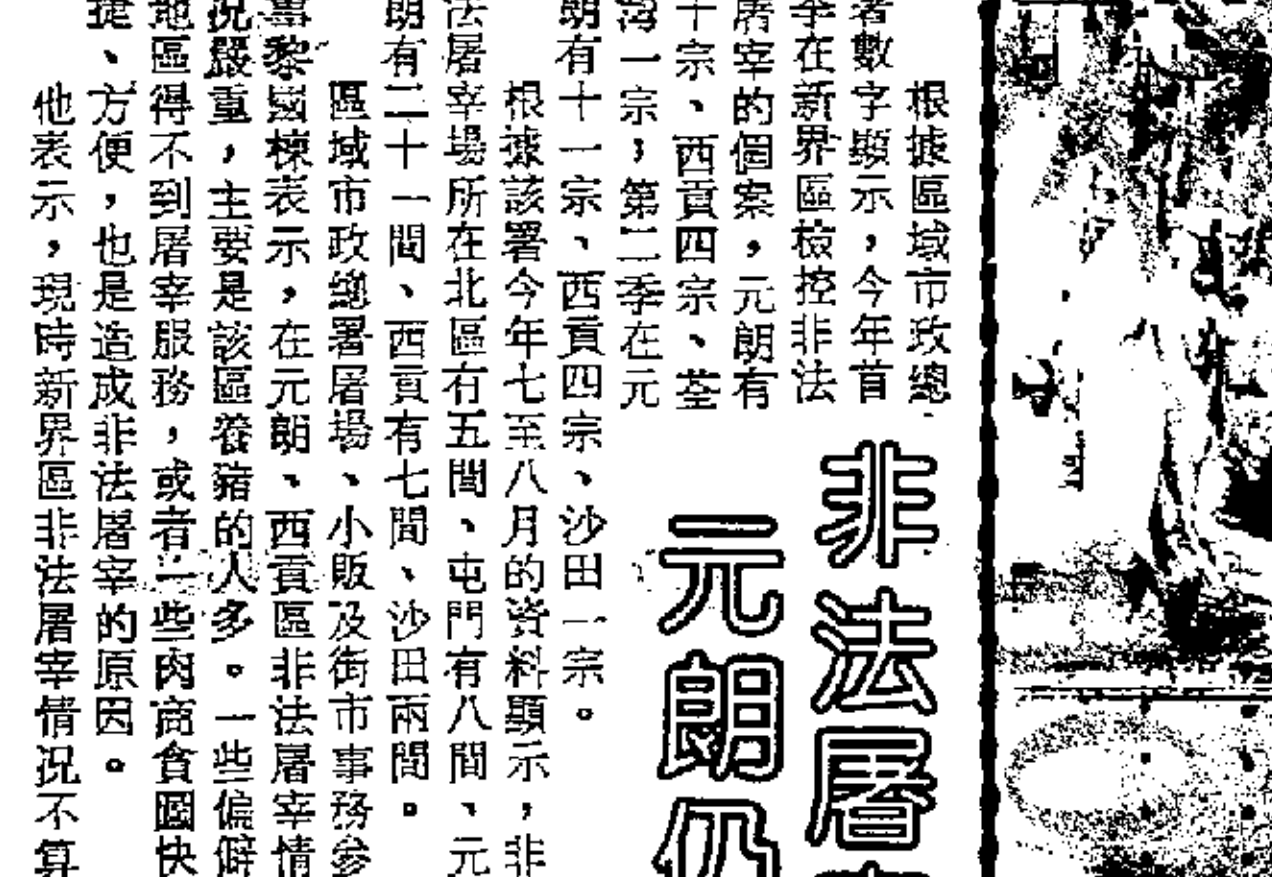 非法屠
元朗仍
根據區域市政總
署數字顯示，今年首
季在新界區檢控非法
屠宰的個案，元朗有
十宗、西貢四宗、荃
灣一宗；第二季在元
朗有十一宗、西貢四宗、沙田一宗。
根據該署今年七至八月的資料顯示，非
法屠宰場所在北區有五間、屯門有八間、元
朗有二十一間、西貢有七間、沙田兩間。
區域市政總署屠場、小販及街市事務參
事黎國棟表示，在元朗、西貢區非法屠宰情
况嚴重，主要是該區養豬的人多。一些偏僻
地區得不到屠宰服務，或者一些肉商貪圖快
捷、方便，也是造成非法屠宰的原因。
他表示，現時新界區非法屠宰情况不算